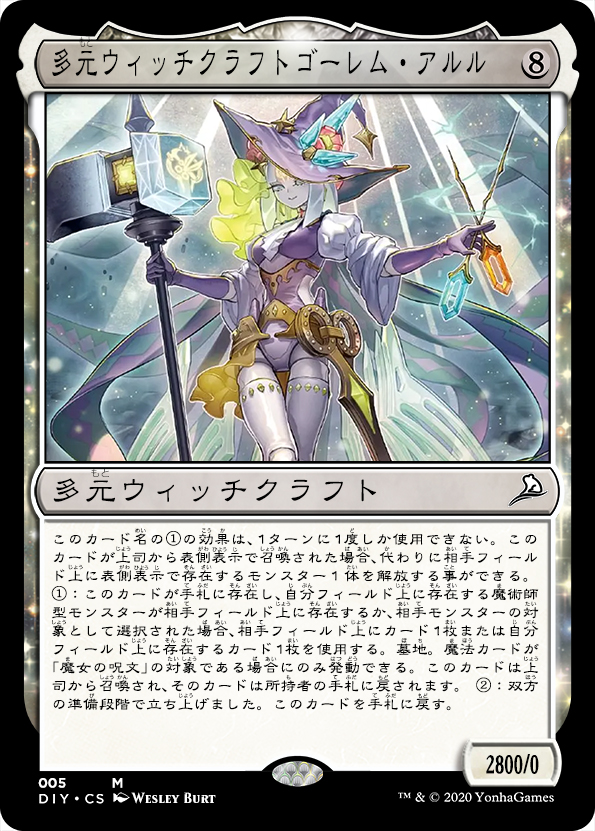 多元ウィッチクラフトゴーレム・アルル
8
多元ウィッチクラフト
このカード名の①の効果は、1ターンに1度しか使用できない。この
カードが上司から表側表示で召喚された場合、代わりに相手フィール
ド上に表側表示で存在するモンスター1体を解放する事ができる。
①：このカードが手札に存在し、自分フィールド上に存在する魔術師
型モンスターが相手フィールド上に存在するか、相手モンスターの対
象として選択された場合、相手フィールド上にカード1枚または自分
フィールド上に存在するカード1枚を使用する。墓地。魔法カードが
「魔女の呪文」の対象である場合にのみ発動できる。このカードは上
司から召喚され、そのカードは所持者の手札に戻されます。②：双方
の準備段階で立ち上げました。このカードを手札に戻す。
2800/0
005 M
DIY • CS Wesley Burt
™ & © 2020 YonhaGames